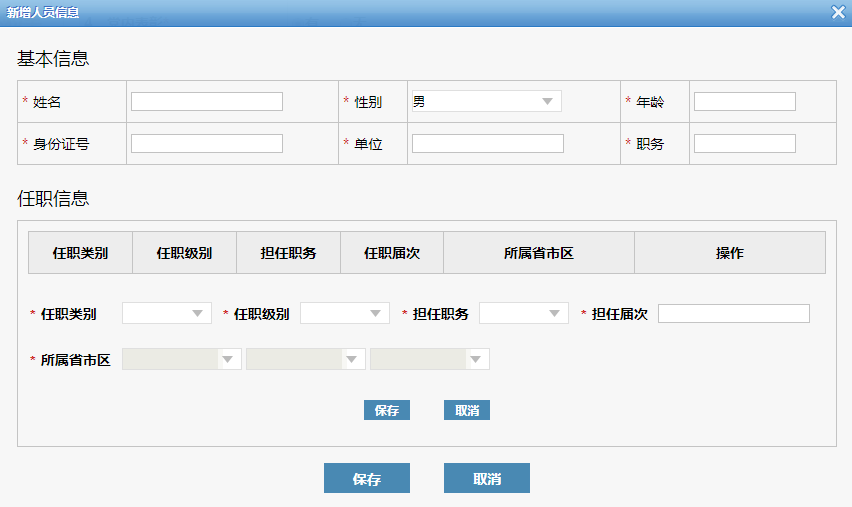 新增人员信息
基本信息
* 姓名 * 性别 男 * 年龄
* 身份证号 * 单位 * 职务
任职信息
任职类别 任职级别 担任职务 任职届次 所属省市区 操作
* 任职类别 * 任职级别 * 担任职务 * 担任届次
* 所属省市区
保存 取消
保存 取消